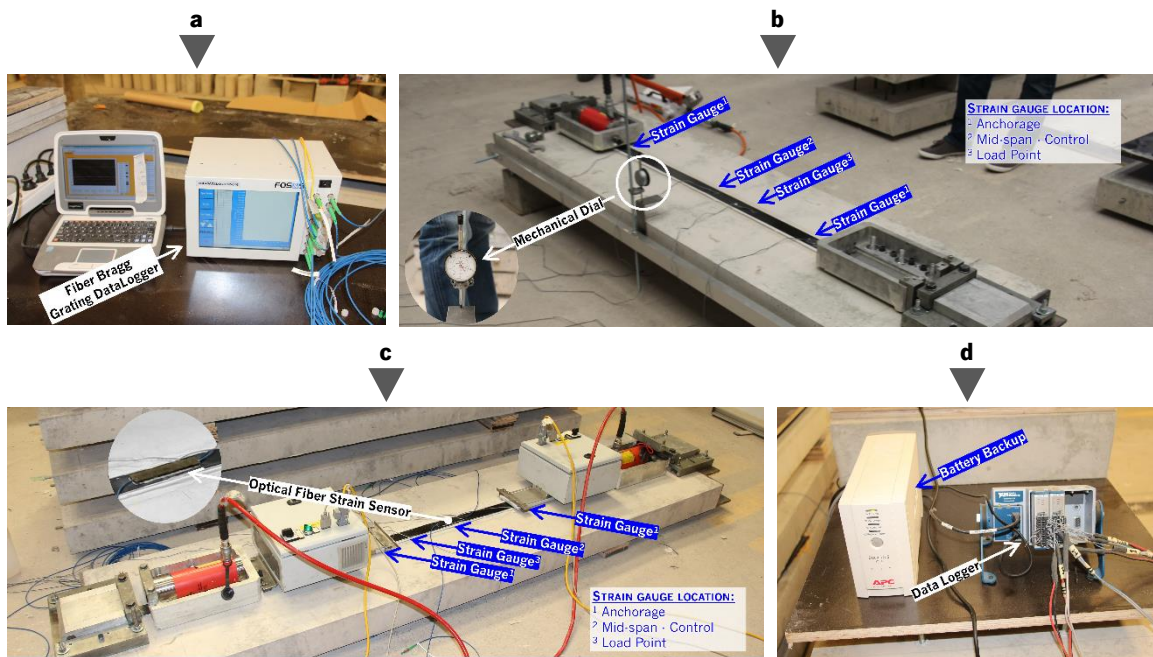 a
b
FOS
Fiber Bragg
Grating DataLogger
Strain Gauge¹
Strain Gauge²
Strain Gauge³
Strain Gauge¹
Mechanical Dial
STRAIN GAUGE LOCATION:
¹ Anchorage
² Mid-span - Control
³ Load Point
c
d
Optical Fiber Strain Sensor
Strain Gauge¹
Strain Gauge²
Strain Gauge³
Strain Gauge¹
STRAIN GAUGE LOCATION:
¹ Anchorage
² Mid-span - Control
³ Load Point
Battery Backup
Data Logger
APC